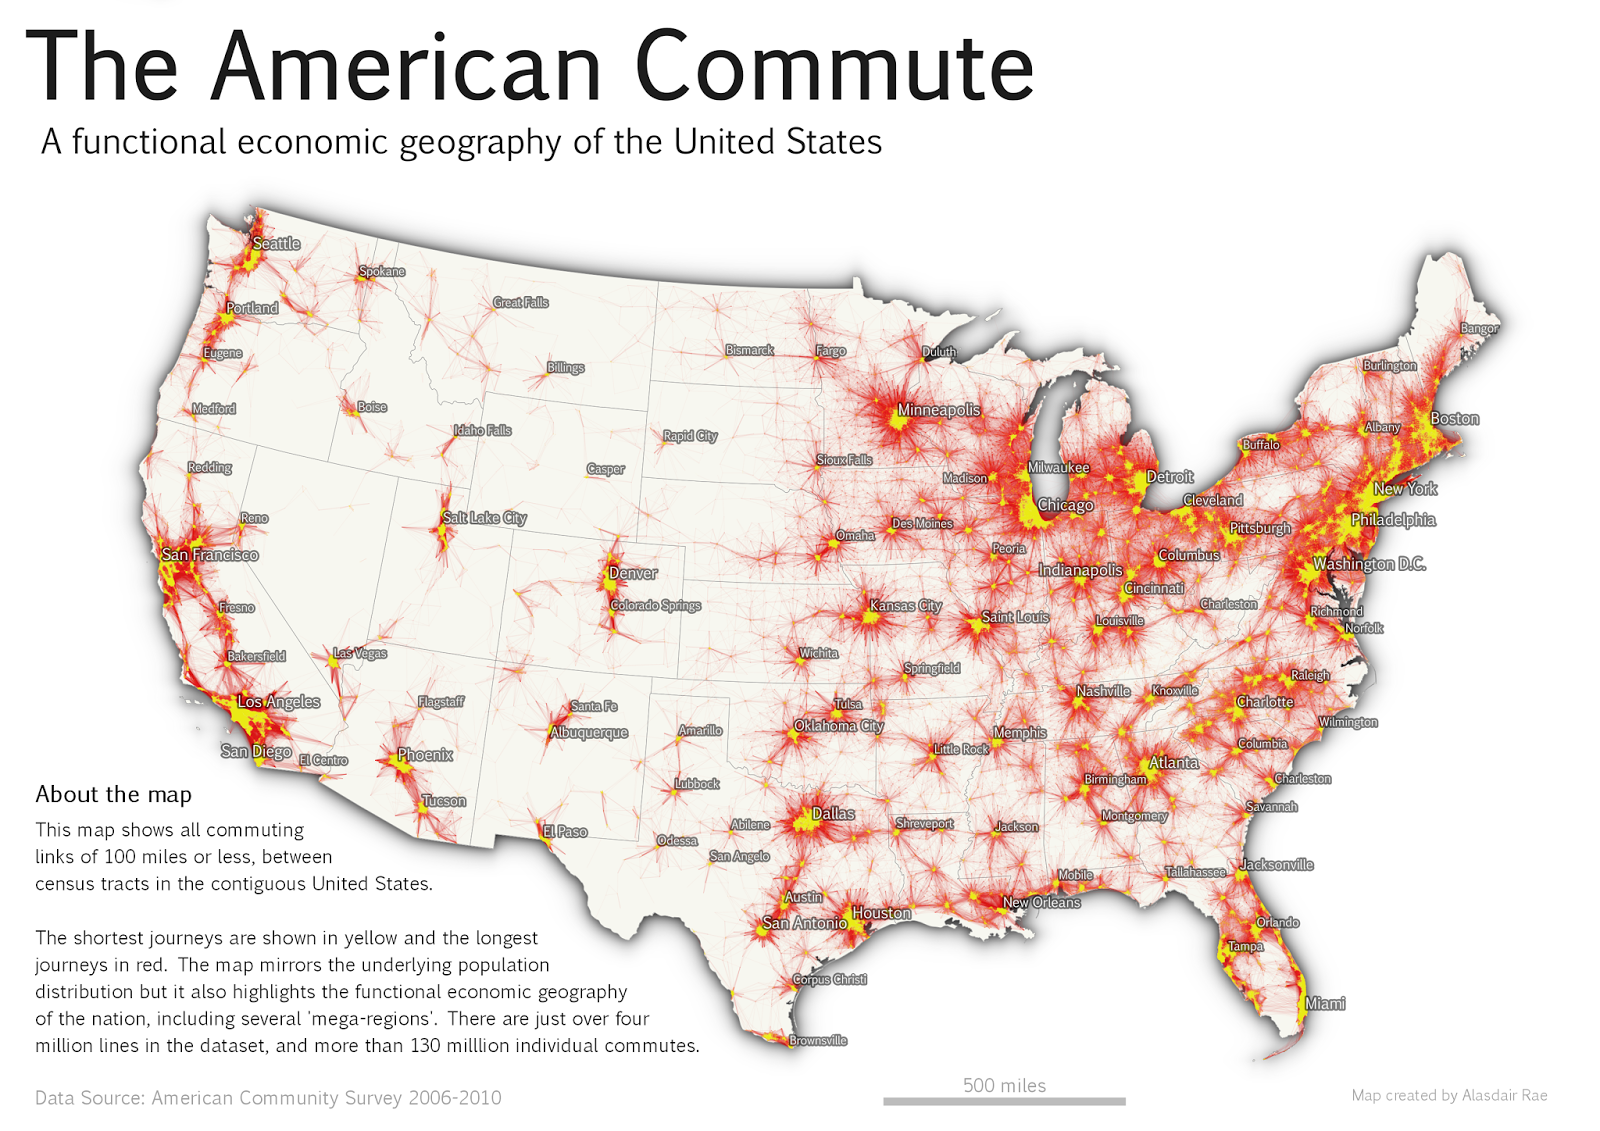 The American Commute
A functional economic geography of the United States
Seattle
Spokane
Great Falls
Portland
Bangor
Eugene
Bismarck
Fargo
Duluth
Burlington
Billings
Medford
Boise
Minneapolis
Boston
Idaho Falls
Rapid City
Albany
Buffalo
Redding
Casper
Sioux Falls
Madison
Milwaukee
Detroit
New York
Reno
Salt Lake City
Chicago
Cleveland
Philadelphia
Des Moines
Pittsburgh
Omaha
San Francisco
Peoria
Columbus
Denver
Indianapolis
Washington D.C.
Cincinnati
Fresno
Colorado Springs
Kansas City
Saint Louis
Louisville
Charleston
Richmond
Norfolk
Bakersfield
Las Vegas
Wichita
Springfield
Raleigh
Los Angeles
Flagstaff
Santa Fe
Tulsa
Nashville
Knoxville
Charlotte
Albuquerque
Amarillo
Oklahoma City
Memphis
Wilmington
San Diego
El Centro
Phoenix
Little Rock
Columbia
Atlanta
Birmingham
Charleston
Lubbock
Tucson
Savannah
Dallas
Montgomery
El Paso
Abilene
Shreveport
Jackson
Odessa
San Angelo
Jacksonville
Mobile
Tallahassee
Austin
New Orleans
San Antonio
Houston
Orlando
Tampa
Corpus Christi
Miami
Brownsville
About the map
This map shows all commuting
links of 100 miles or less, between
census tracts in the contiguous United States.
The shortest journeys are shown in yellow and the longest
journeys in red. The map mirrors the underlying population
distribution but it also highlights the functional economic geography
of the nation, including several 'mega-regions'. There are just over four
million lines in the dataset, and more than 130 milllion individual commutes.
Data Source: American Community Survey 2006-2010
500 miles
Map created by Alasdair Rae